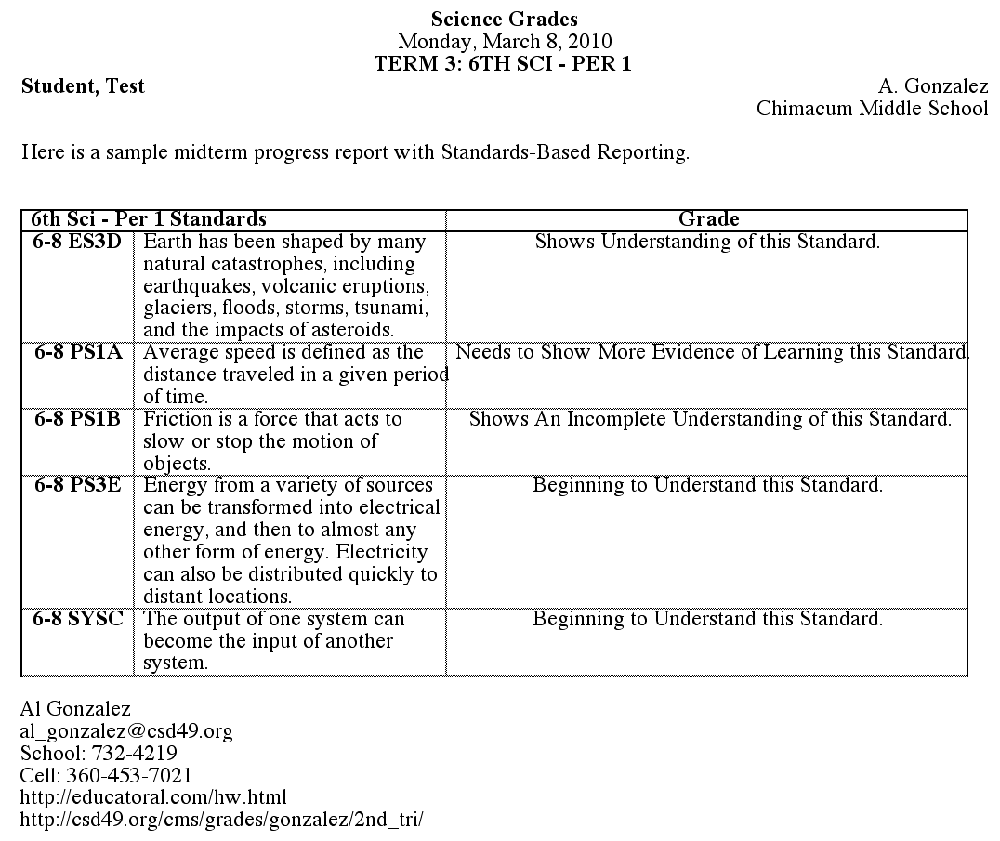 Science Grades
Monday, March 8, 2010
TERM 3: 6TH SCI - PER 1
Student, Test
A. Gonzalez
Chimacum Middle School
Here is a sample midterm progress report with Standards-Based Reporting.
6th Sci - Per 1 Standards
Grade
6-8 ES3D
Earth has been shaped by many
natural catastrophes, including
earthquakes, volcanic eruptions,
glaciers, floods, storms, tsunami,
and the impacts of asteroids.
Shows Understanding of this Standard.
6-8 PS1A
Average speed is defined as the
distance traveled in a given period
of time.
Needs to Show More Evidence of Learning this Standard.
6-8 PS1B
Friction is a force that acts to
slow or stop the motion of
objects.
Shows An Incomplete Understanding of this Standard.
6-8 PS3E
Energy from a variety of sources
can be transformed into electrical
energy, and then to almost any
other form of energy. Electricity
can also be distributed quickly to
distant locations.
Beginning to Understand this Standard.
6-8 SYSC
The output of one system can
become the input of another
system.
Beginning to Understand this Standard.
Al Gonzalez
al_gonzalez@csd49.org
School: 732-4219
Cell: 360-453-7021
http://educatoral.com/hw.html
http://csd49.org/cms/grades/gonzalez/2nd_tri/